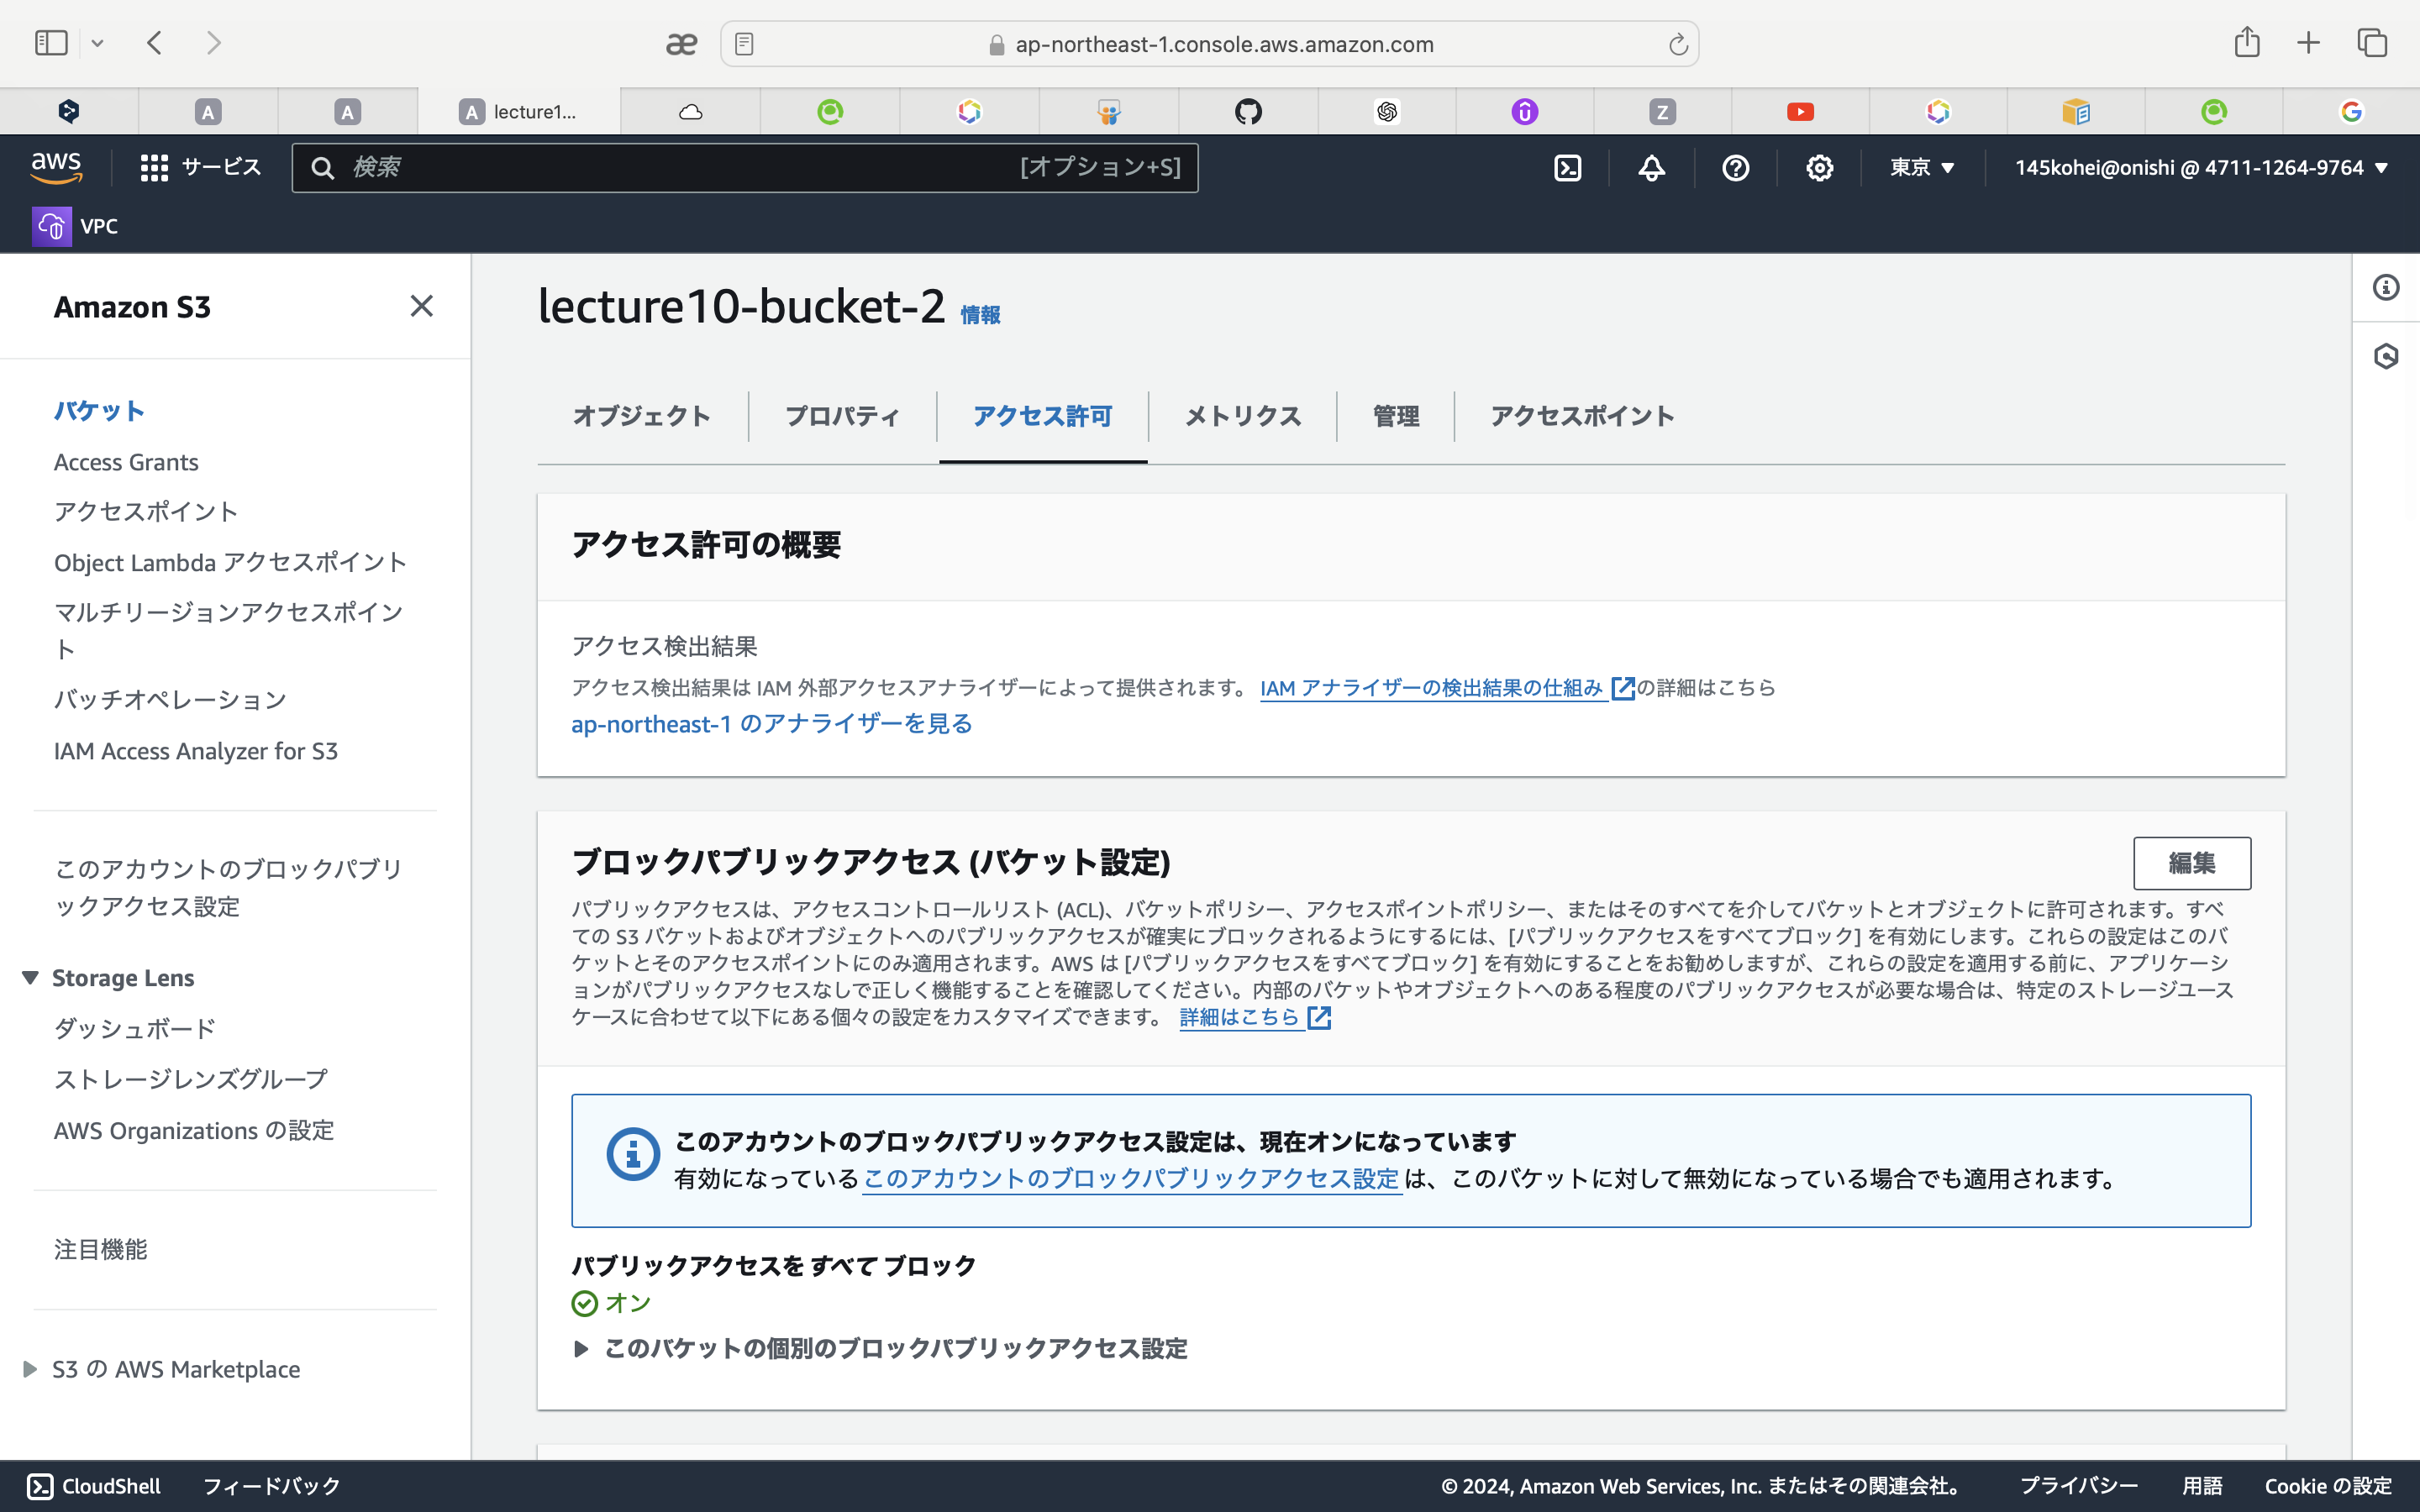 ap-northeast-1.console.aws.amazon.com
lecture1...
aws
サービス
検索
[オプション+S]
東京
145kohei@onishi @ 4711-1264-9764
VPC
Amazon S3
バケット
Access Grants
アクセスポイント
Object Lambda アクセスポイント
マルチリージョンアクセスポイン
ト
バッチオペレーション
IAM Access Analyzer for S3
このアカウントのブロックパブリ
ックアクセス設定
Storage Lens
ダッシュボード
ストレージレンズグループ
AWS Organizations の設定
注目機能
S3 の AWS Marketplace
lecture10-bucket-2 情報
オブジェクト
プロパティ
アクセス許可
メトリクス
管理
アクセスポイント
アクセス許可の概要
アクセス検出結果
アクセス検出結果は IAM 外部アクセスアナライザーによって提供されます。 IAM アナライザーの検出結果の仕組み の詳細はこちら
ap-northeast-1 のアナライザーを見る
ブロックパブリックアクセス (バケット設定)
編集
パブリックアクセスは、アクセスコントロールリスト (ACL)、バケットポリシー、アクセスポイントポリシー、またはそのすべてを介してバケットとオブジェクトに許可されます。すべ
ての S3 バケットおよびオブジェクトへのパブリックアクセスが確実にブロックされるようにするには、[パブリックアクセスをすべてブロック] を有効にします。これらの設定はこのバ
ケットとそのアクセスポイントにのみ適用されます。AWS は [パブリックアクセスをすべてブロック] を有効にすることをお勧めしますが、これらの設定を適用する前に、アプリケーシ
ョンがパブリックアクセスなしで正しく機能することを確認してください。内部のバケットやオブジェクトへのある程度のパブリックアクセスが必要な場合は、特定のストレージユース
ケースに合わせて以下にある個々の設定をカスタマイズできます。 詳細はこちら
このアカウントのブロックパブリックアクセス設定は、現在オンになっています
有効になっている このアカウントのブロックパブリックアクセス設定 は、このバケットに対して無効になっている場合でも適用されます。
パブリックアクセスを すべて ブロック
オン
このバケットの個別のブロックパブリックアクセス設定
CloudShell
フィードバック
© 2024, Amazon Web Services, Inc. またはその関連会社。
プライバシー
用語
Cookie の設定